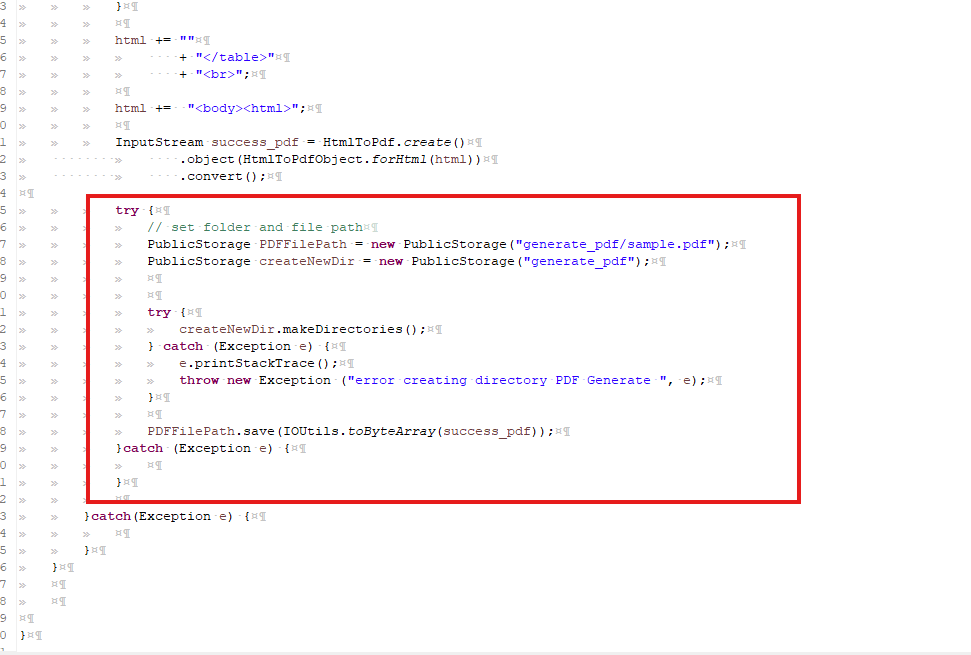 3 }
4
5 html += ""
6 + "</table>"
7 + "<br>";
8
9 html += "<body><html>";
0
1 InputStream success_pdf = HtmlToPdf.create()
2 .object(HtmlToPdfObject.forHtml(html))
3 .convert();
4
5 try {
6 // set folder and file path
7 PublicStorage PDFFilePath = new PublicStorage("generate_pdf/sample.pdf");
8 PublicStorage createNewDir = new PublicStorage("generate_pdf");
9
0
1 try {
2 createNewDir.makeDirectories();
3 } catch (Exception e) {
4 e.printStackTrace();
5 throw new Exception ("error creating directory PDF Generate ", e);
6 }
7
8 PDFFilePath.save(IOUtils.toByteArray(success_pdf));
9 }catch (Exception e) {
0
1 }
2
3 }catch(Exception e) {
4
5 }
6 }
7
8
9
0 }